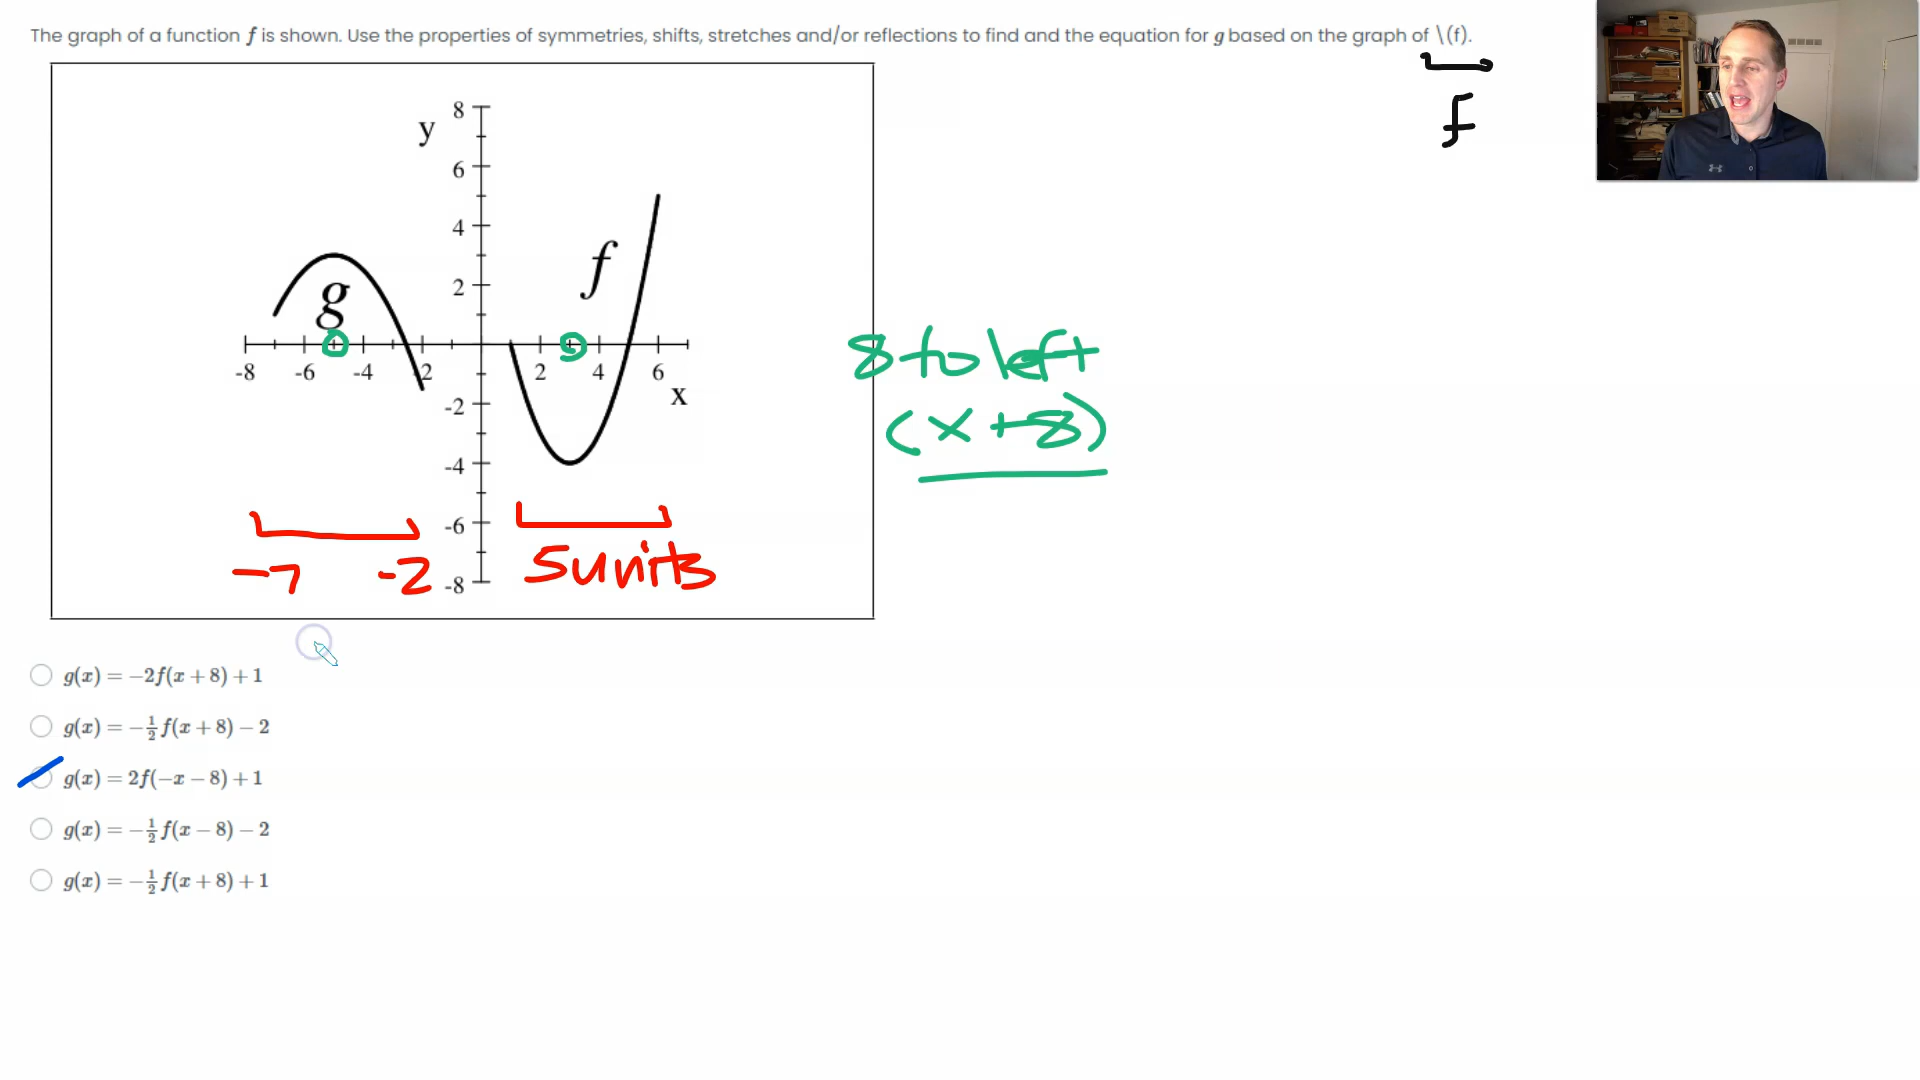 The graph of a function f is shown. Use the properties of symmetries, shifts, stretches and/or reflections to find and the equation for g based on the graph of \(f).
f
8
y
6
4
f
2
g
-8 -6 -4 -2 2 4 6
x
-2
-4
-6
-8
8 to left
(x+8)
-7 -2 5 units
g(x) = −2f(x + 8) + 1
g(x) = −½ f(x + 8) − 2
g(x) = 2f(−x − 8) + 1
g(x) = −½ f(x − 8) − 2
g(x) = −½ f(x + 8) + 1